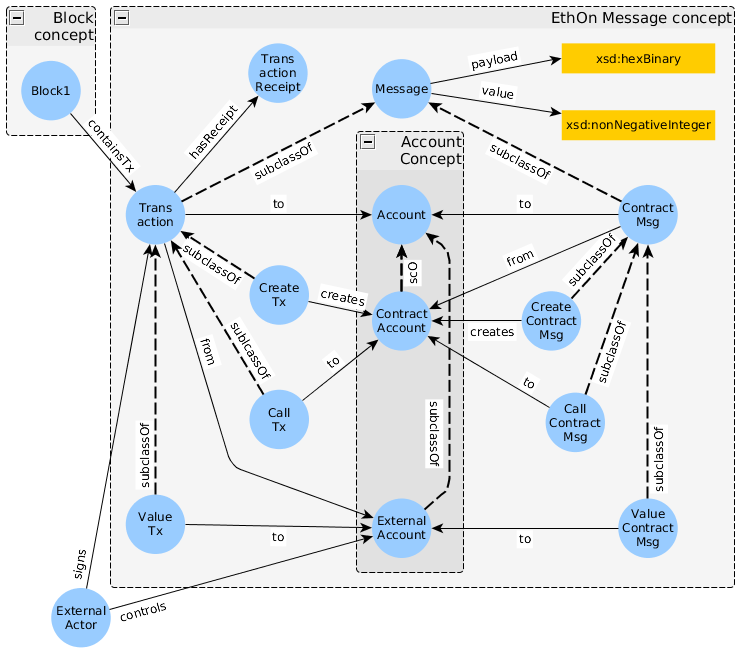 Block
concept
EthOn Message concept
Block1
containsTx
Trans
action
Receipt
hasReceipt
Message
payload
value
xsd:hexBinary
xsd:nonNegativeInteger
subclassOf
subclassOf
Account
Concept
Trans
action
to
Account
to
Contract
Msg
subclassOf
Create
Tx
creates
scO
Contract
Account
from
subclassOf
Create
Contract
Msg
creates
from
sublcassOf
to
Call
Tx
to
subclassOf
Call
Contract
Msg
subclassOf
subclassOf
subclassOf
Value
Tx
to
External
Account
to
Value
Contract
Msg
signs
External
Actor
controls